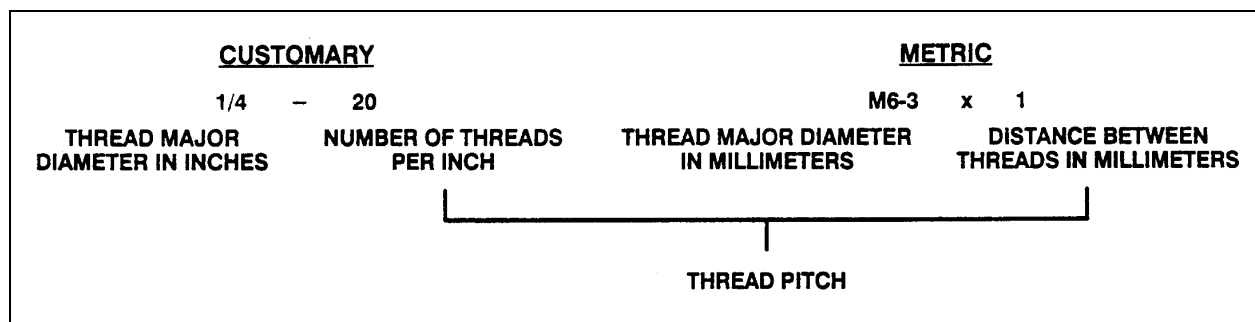 CUSTOMARY
1/4 – 20
THREAD MAJOR
DIAMETER IN INCHES
NUMBER OF THREADS
PER INCH
METRIC
M6-3 x 1
THREAD MAJOR DIAMETER
IN MILLIMETERS
DISTANCE BETWEEN
THREADS IN MILLIMETERS
THREAD PITCH